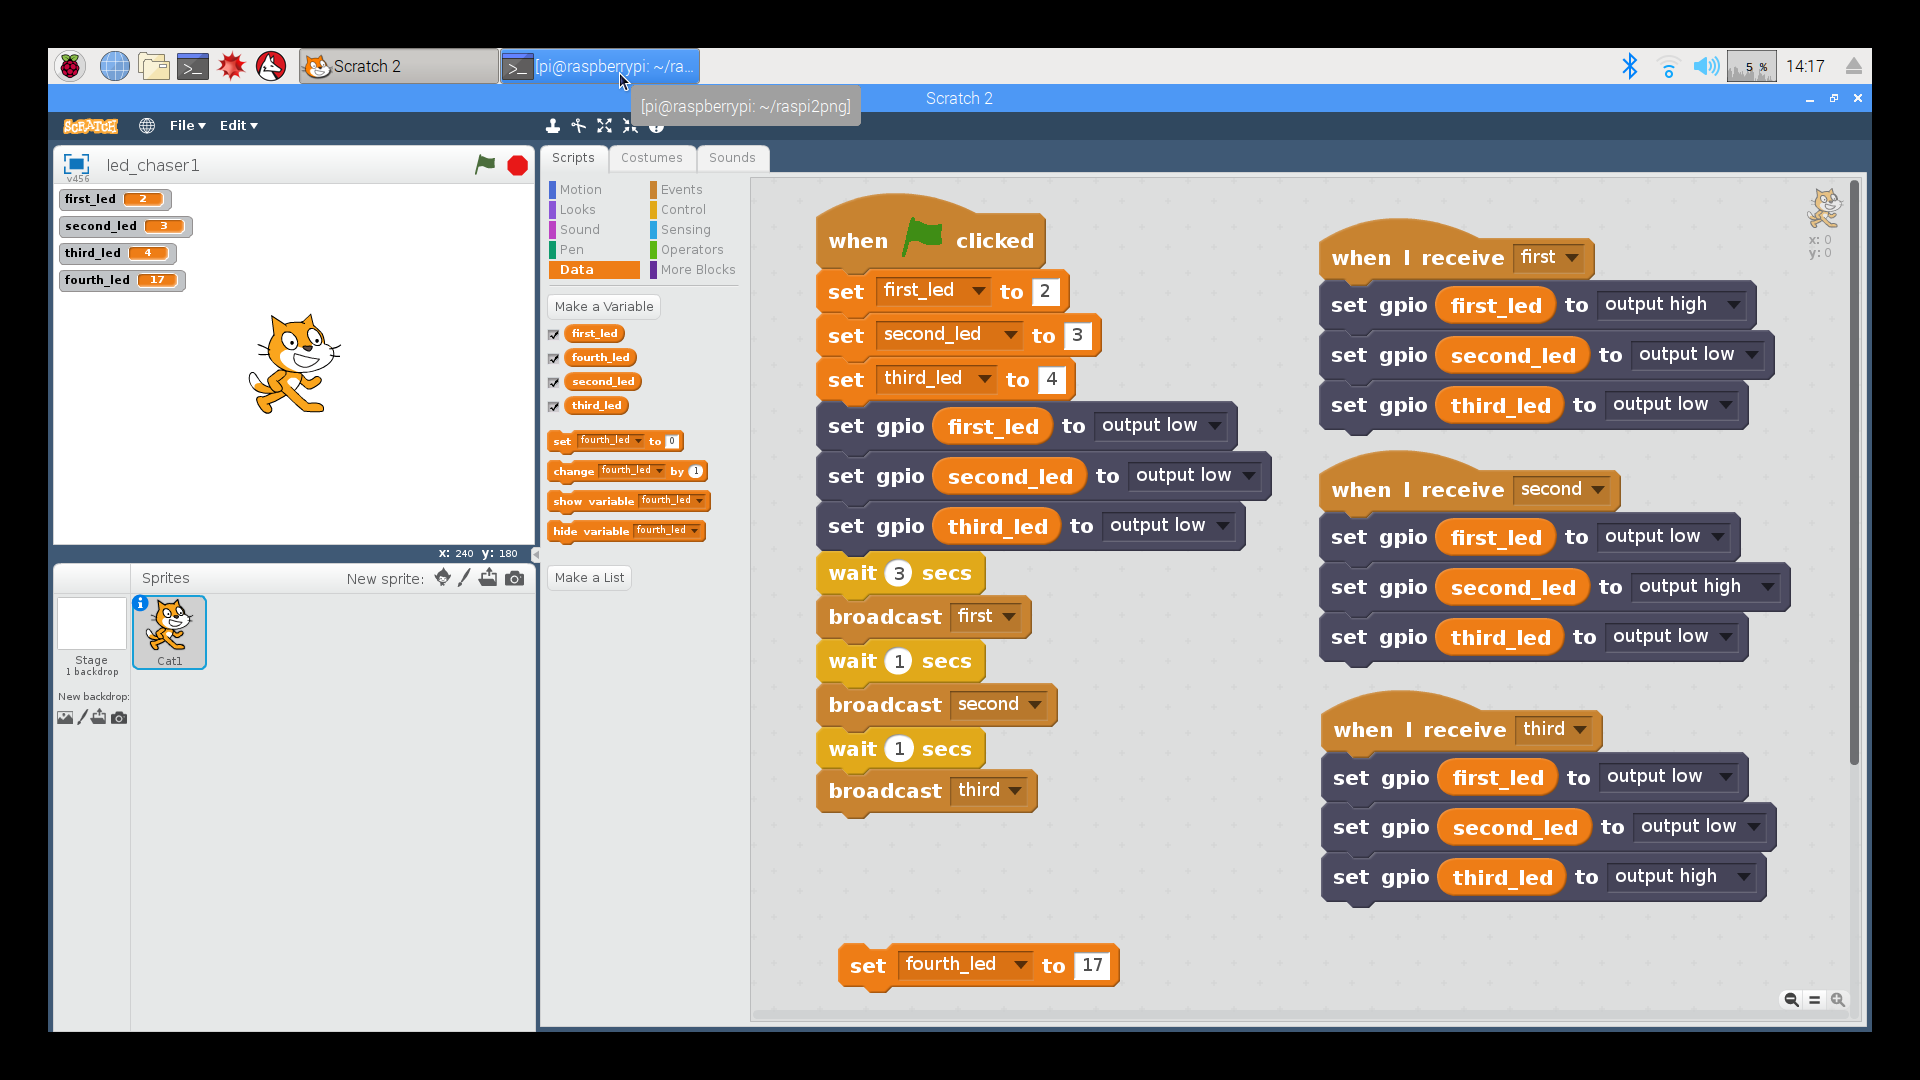 Scratch 2
[pi@raspberrypi: ~/ra...
5 %
14:17
Scratch 2
[pi@raspberrypi: ~/raspi2png]
SCRATCH
File
Edit
v456
led_chaser1
first_led 2
second_led 3
third_led 4
fourth_led 17
x: 240 y: 180
Sprites
New sprite:
Stage
1 backdrop
New backdrop:
Cat1
Scripts
Costumes
Sounds
Motion
Looks
Sound
Pen
Data
Events
Control
Sensing
Operators
More Blocks
Make a Variable
first_led
fourth_led
second_led
third_led
set fourth_led to 0
change fourth_led by 1
show variable fourth_led
hide variable fourth_led
Make a List
when clicked
set first_led to 2
set second_led to 3
set third_led to 4
set gpio first_led to output low
set gpio second_led to output low
set gpio third_led to output low
wait 3 secs
broadcast first
wait 1 secs
broadcast second
wait 1 secs
broadcast third
set fourth_led to 17
when I receive first
set gpio first_led to output high
set gpio second_led to output low
set gpio third_led to output low
when I receive second
set gpio first_led to output low
set gpio second_led to output high
set gpio third_led to output low
when I receive third
set gpio first_led to output low
set gpio second_led to output low
set gpio third_led to output high
x: 0
y: 0